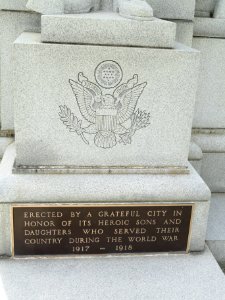 ERECTED BY A GRATEFUL CITY IN
HONOR OF ITS HEROIC SONS AND
DAUGHTERS WHO SERVED THEIR
COUNTRY DURING THE WORLD WAR
1917 – 1918